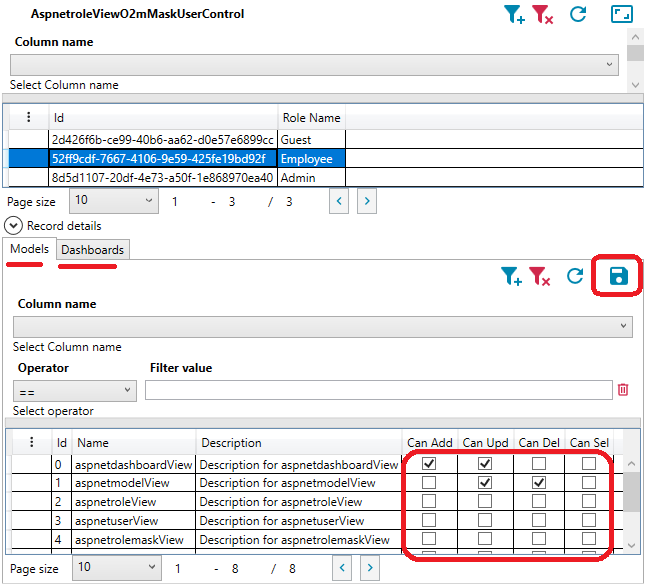 AspnetroleViewO2mMaskUserControl
Column name
Select Column name
Id Role Name
2d426f6b-ce99-40b6-aa62-d0e57e6899cc Guest
52ff9cdf-7667-4106-9e59-425fe19bd92f Employee
8d5d1107-20df-4e73-a50f-1e868970ea40 Admin
Page size 10 1 - 3 / 3 < >
Record details
Models Dashboards
Column name
Select Column name
Operator Filter value
==
Select operator
Id Name Description Can Add Can Upd Can Del Can Sel
0 aspnetdashboardView Description for aspnetdashboardView
1 aspnetmodelView Description for aspnetmodelView
2 aspnetroleView Description for aspnetroleView
3 aspnetuserView Description for aspnetuserView
4 aspnetrolemaskView Description for aspnetrolemaskView
Page size 10 1 - 8 / 8 < >